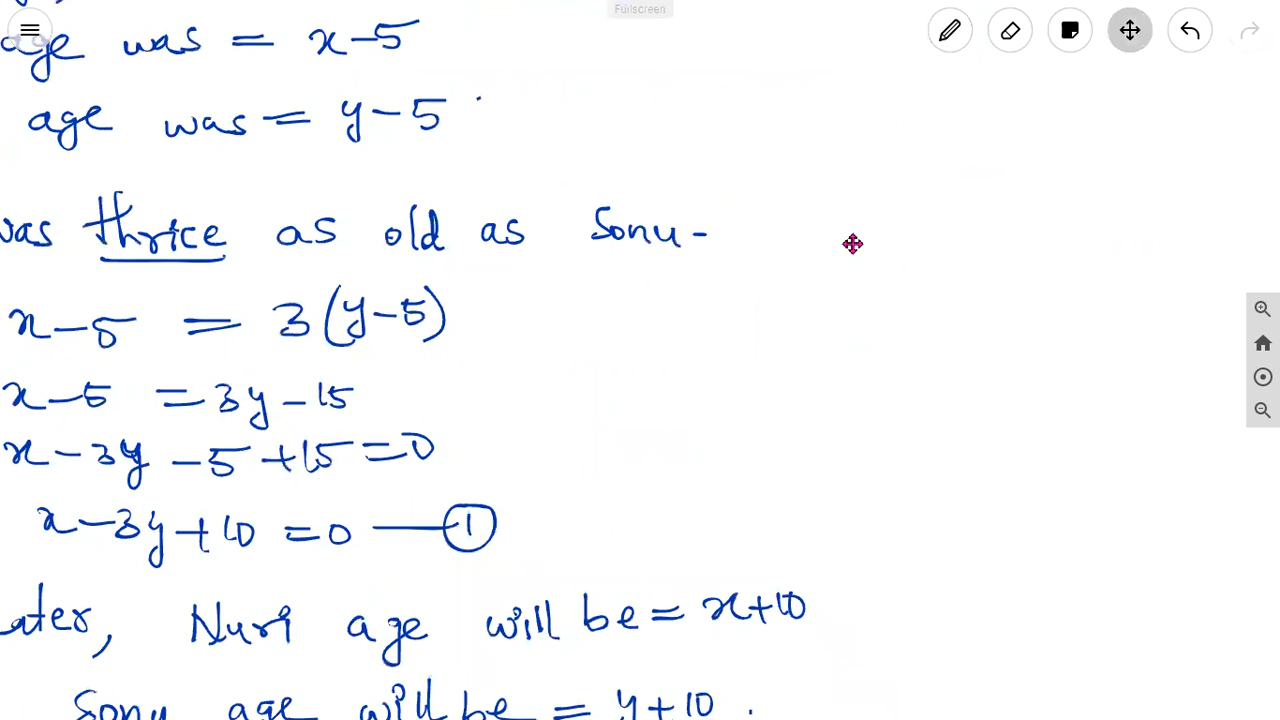 Fullscreen
age was = x-5
age was = y-5
was thrice as old as Sonu-
x-5 = 3(y-5)
x-5 = 3y-15
x-3y-5+15=0
x-3y+10=0 — ①
ater, Nuri age will be = x+10
Sonu age will be = y+10.